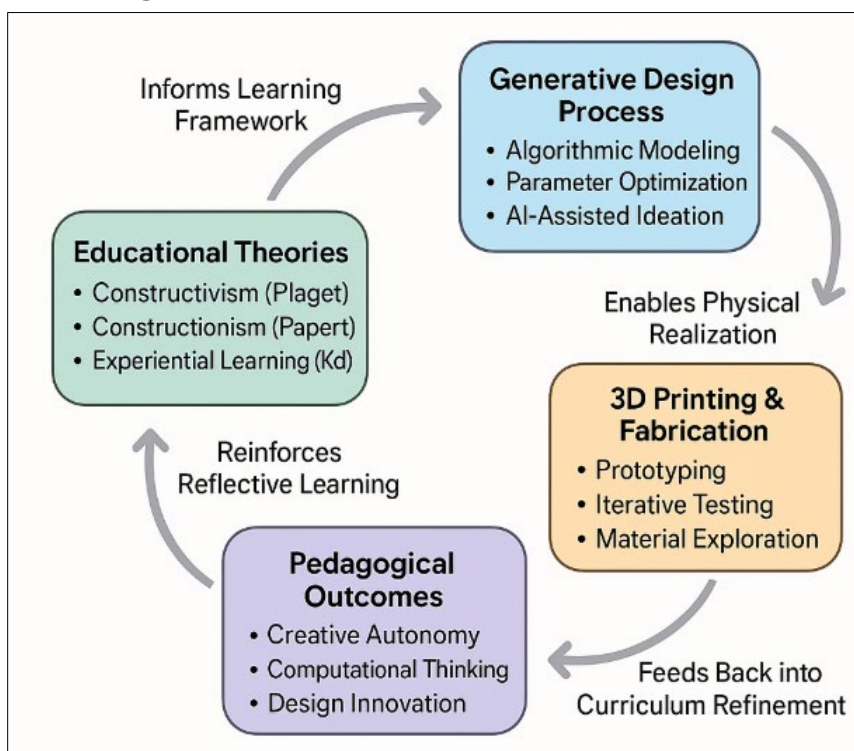 Informs Learning
Framework
Generative Design
Process
• Algorithmic Modeling
• Parameter Optimization
• AI-Assisted Ideation
Educational Theories
• Constructivism (Plaget)
• Constructionism (Papert)
• Experiential Learning (Kd)
Enables Physical
Realization
3D Printing &
Fabrication
• Prototyping
• Iterative Testing
• Material Exploration
Reinforces
Reflective Learning
Pedagogical
Outcomes
• Creative Autonomy
• Computational Thinking
• Design Innovation
Feeds Back into
Curriculum Refinement